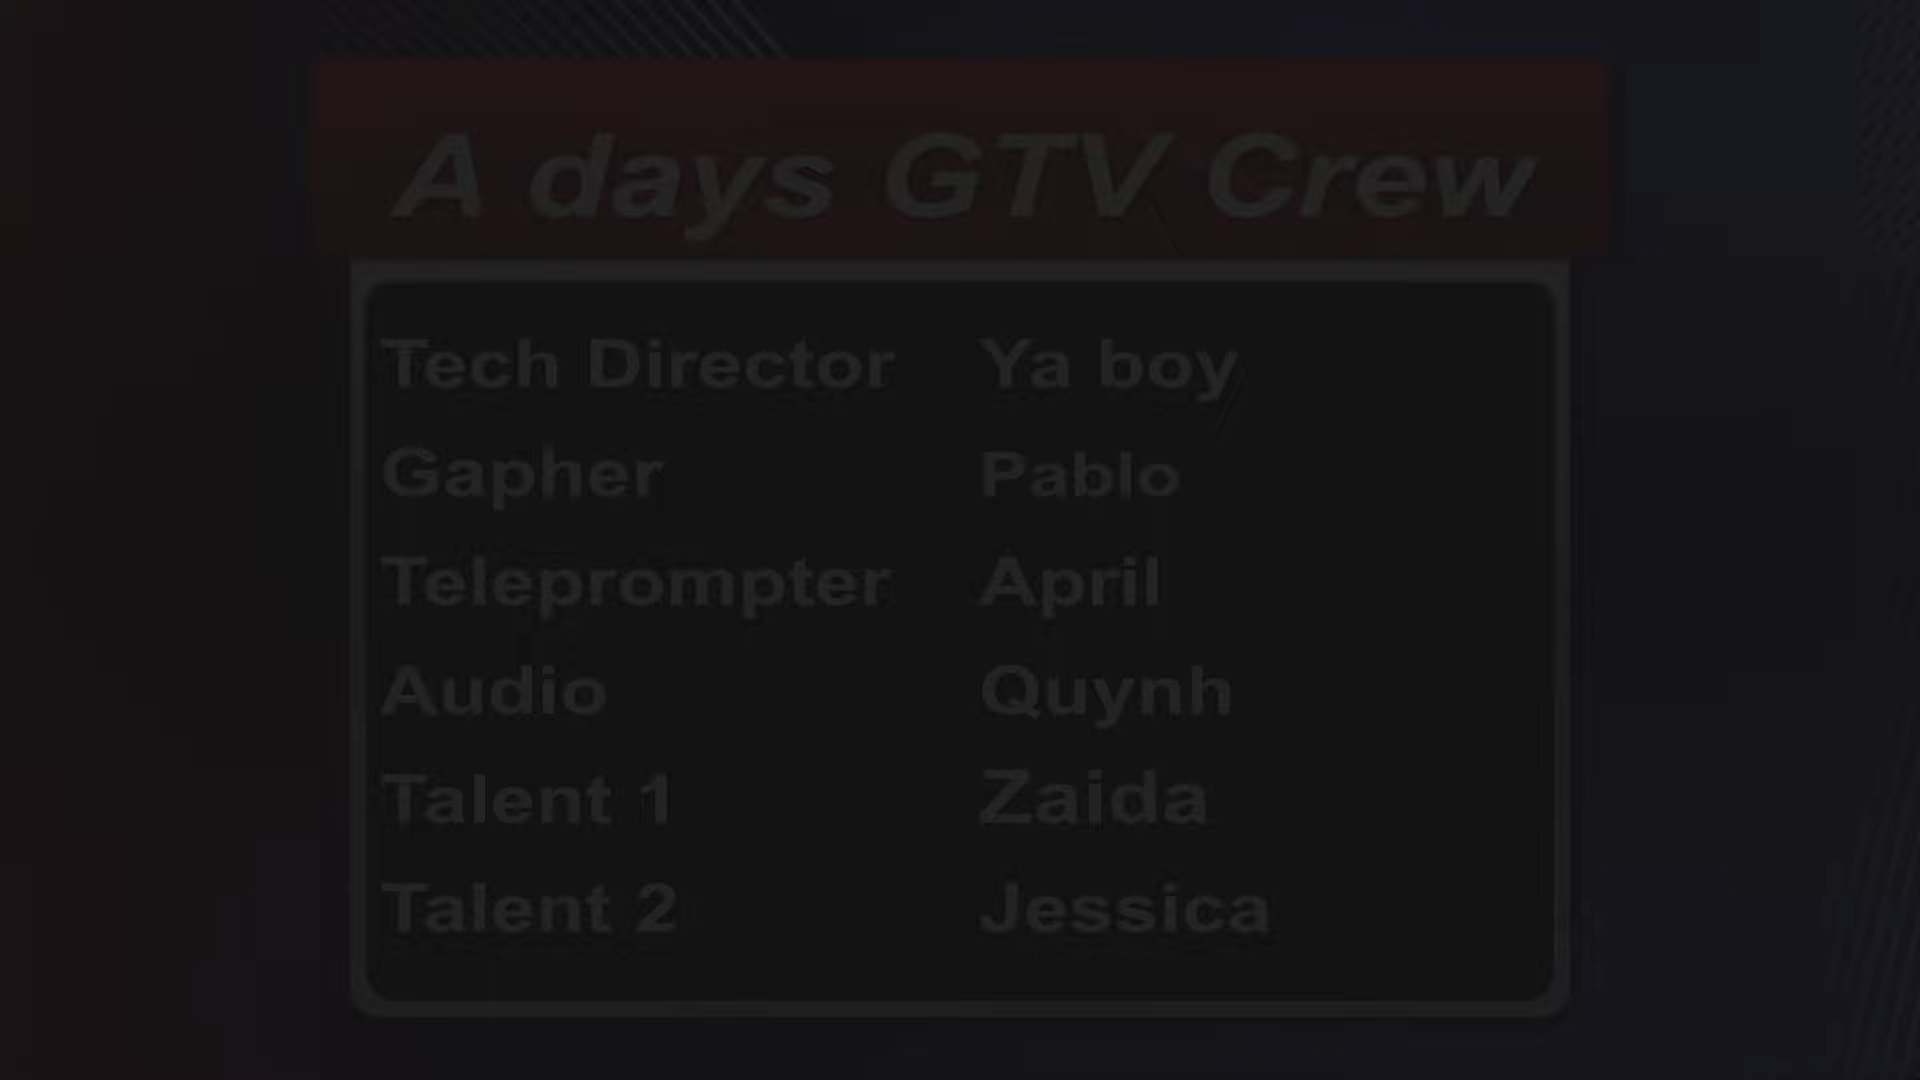 A days GTV Crew
Tech Director Ya boy
Gapher Pablo
Teleprompter April
Audio Quynh
Talent 1 Zaida
Talent 2 Jessica